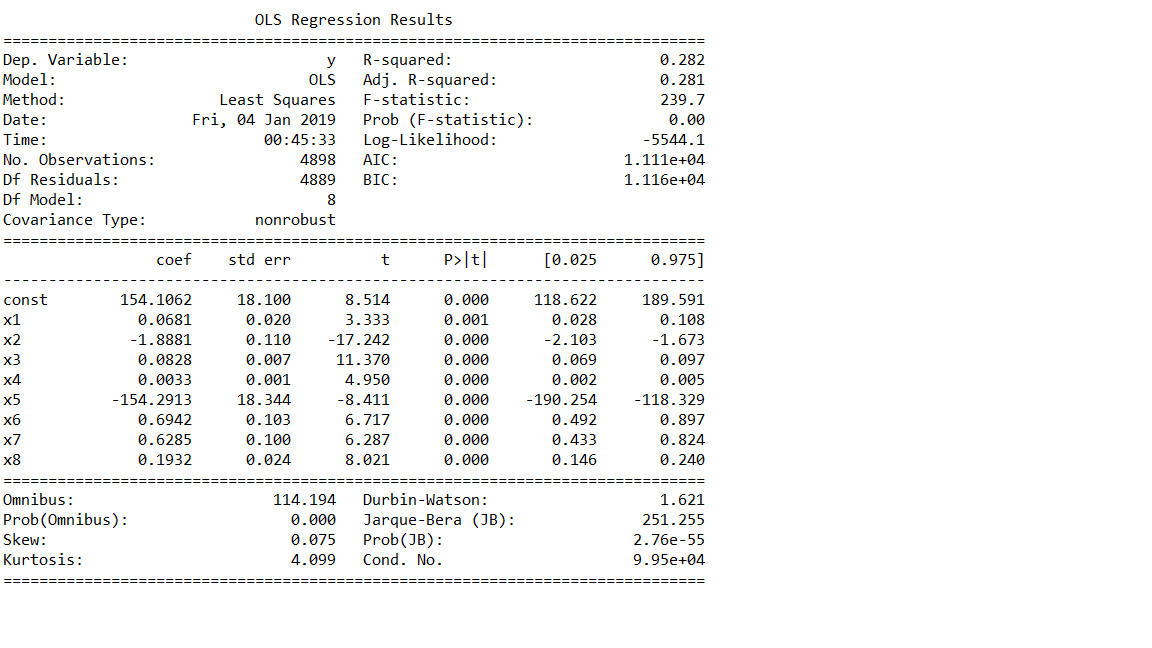 OLS Regression Results
==============================================================================
Dep. Variable:                      y   R-squared:                       0.282
Model:                            OLS   Adj. R-squared:                  0.281
Method:                 Least Squares   F-statistic:                     239.7
Date:                Fri, 04 Jan 2019   Prob (F-statistic):               0.00
Time:                        00:45:33   Log-Likelihood:                -5544.1
No. Observations:                4898   AIC:                         1.111e+04
Df Residuals:                    4889   BIC:                         1.116e+04
Df Model:                           8
Covariance Type:            nonrobust
==============================================================================
                 coef    std err          t      P>|t|      [0.025      0.975]
------------------------------------------------------------------------------
const        154.1062     18.100      8.514      0.000     118.622     189.591
x1             0.0681      0.020      3.333      0.001       0.028       0.108
x2            -1.8881      0.110    -17.242      0.000      -2.103      -1.673
x3             0.0828      0.007     11.370      0.000       0.069       0.097
x4             0.0033      0.001      4.950      0.000       0.002       0.005
x5          -154.2913     18.344     -8.411      0.000    -190.254    -118.329
x6             0.6942      0.103      6.717      0.000       0.492       0.897
x7             0.6285      0.100      6.287      0.000       0.433       0.824
x8             0.1932      0.024      8.021      0.000       0.146       0.240
==============================================================================
Omnibus:                      114.194   Durbin-Watson:                   1.621
Prob(Omnibus):                  0.000   Jarque-Bera (JB):              251.255
Skew:                           0.075   Prob(JB):                     2.76e-55
Kurtosis:                       4.099   Cond. No.                     9.95e+04
==============================================================================